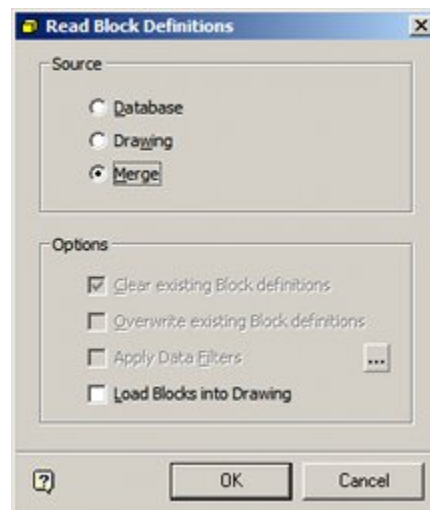 Read Block Definitions
Source
Database
Drawing
Merge
Options
Clear existing Block definitions
Overwrite existing Block definitions
Apply Data Filters
...
Load Blocks into Drawing
OK
Cancel